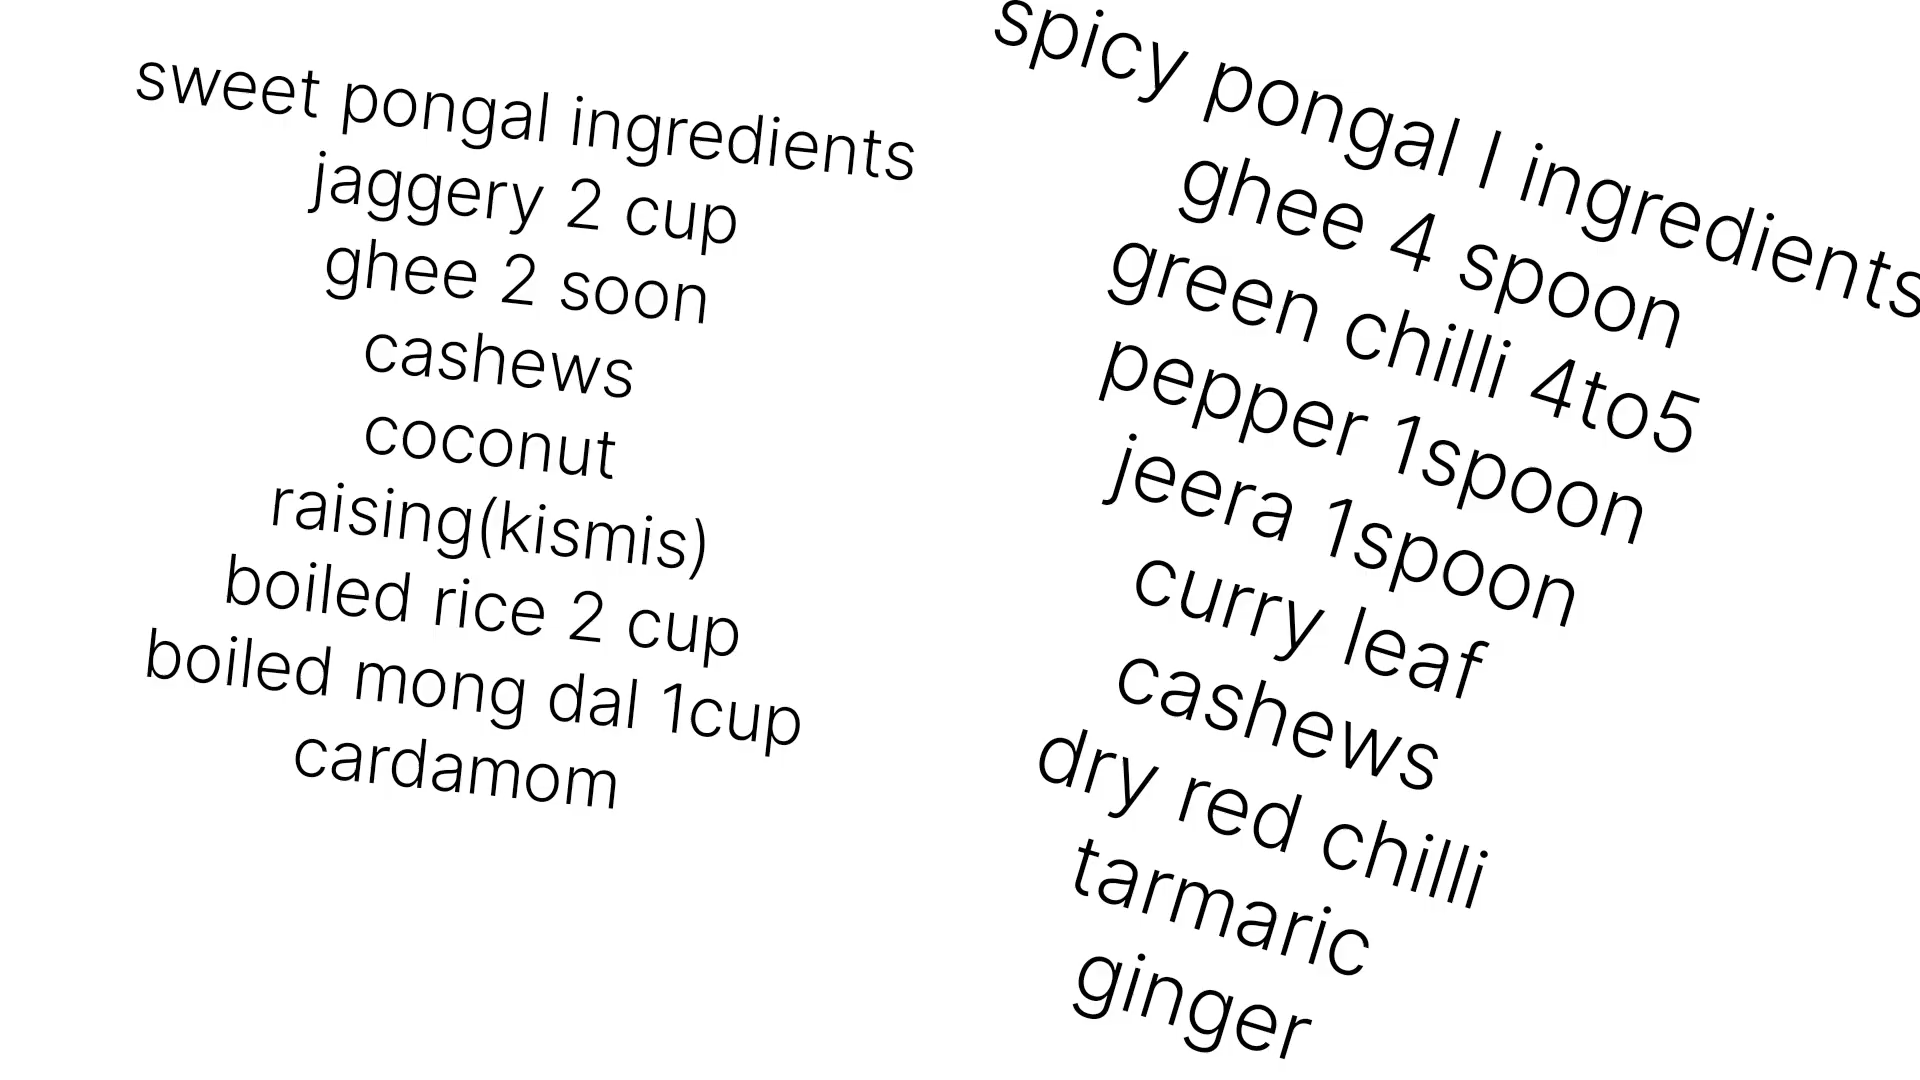 sweet pongal ingredients
jaggery 2 cup
ghee 2 soon
cashews
coconut
raising(kismis)
boiled rice 2 cup
boiled mong dal 1cup
cardamom
spicy pongal I ingredients
ghee 4 spoon
green chilli 4to5
pepper 1spoon
jeera 1spoon
curry leaf
cashews
dry red chilli
tarmaric
ginger